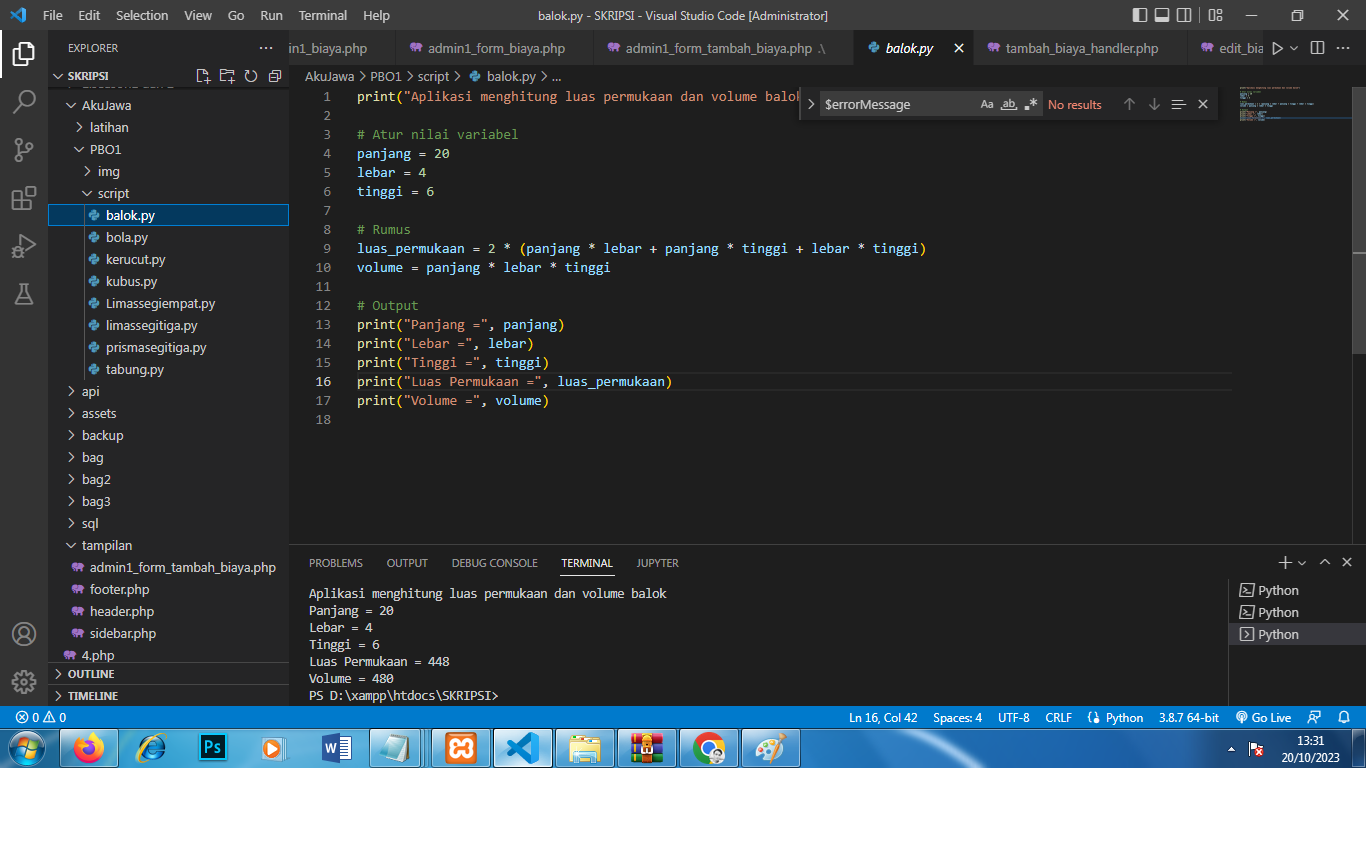 File Edit Selection View Go Run Terminal Help balok.py - SKRIPSI - Visual Studio Code [Administrator]
EXPLORER
in1_biaya.php admin1_form_biaya.php admin1_form_tambah_biaya.php .\ balok.py tambah_biaya_handler.php edit_bia
SKRIPSI
AkuJawa
latihan
PBO1
img
script
balok.py
bola.py
kerucut.py
kubus.py
Limassegiempat.py
limassegitiga.py
prismasegitiga.py
tabung.py
api
assets
backup
bag
bag2
bag3
sql
tampilan
admin1_form_tambah_biaya.php
footer.php
header.php
sidebar.php
4.php
OUTLINE
TIMELINE
AkuJawa > PBO1 > script > balok.py > ...
$errorMessage Aa ab .* No results
1 print("Aplikasi menghitung luas permukaan dan volume balok
2
3 # Atur nilai variabel
4 panjang = 20
5 lebar = 4
6 tinggi = 6
7
8 # Rumus
9 luas_permukaan = 2 * (panjang * lebar + panjang * tinggi + lebar * tinggi)
10 volume = panjang * lebar * tinggi
11
12 # Output
13 print("Panjang =", panjang)
14 print("Lebar =", lebar)
15 print("Tinggi =", tinggi)
16 print("Luas Permukaan =", luas_permukaan)
17 print("Volume =", volume)
18
PROBLEMS OUTPUT DEBUG CONSOLE TERMINAL JUPYTER
Aplikasi menghitung luas permukaan dan volume balok
Panjang = 20
Lebar = 4
Tinggi = 6
Luas Permukaan = 448
Volume = 480
PS D:\xampp\htdocs\SKRIPSI>
Python
Python
Python
0 0 Ln 16, Col 42 Spaces: 4 UTF-8 CRLF Python 3.8.7 64-bit Go Live
Ps W
13:31
20/10/2023